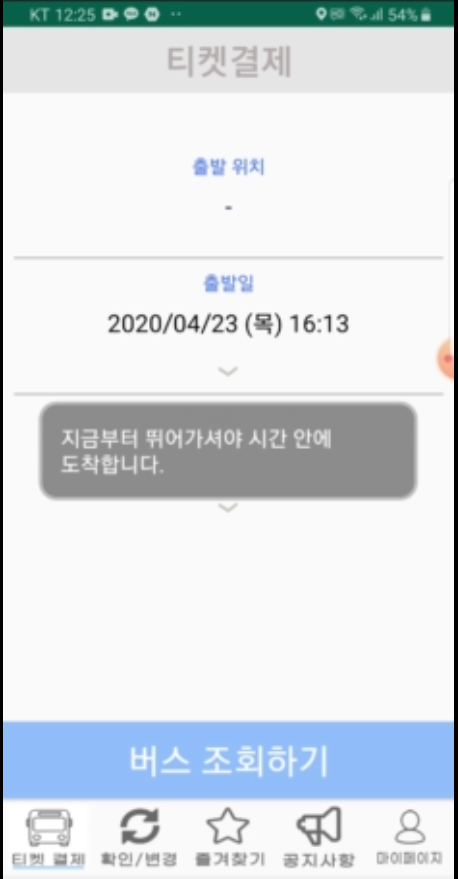 KT 12:25
54%
티켓결제
출발 위치
-
출발일
2020/04/23 (목) 16:13
지금부터 뛰어가셔야 시간 안에
도착합니다.
버스 조회하기
티켓 결제 확인/변경 즐겨찾기 공지사항 마이페이지